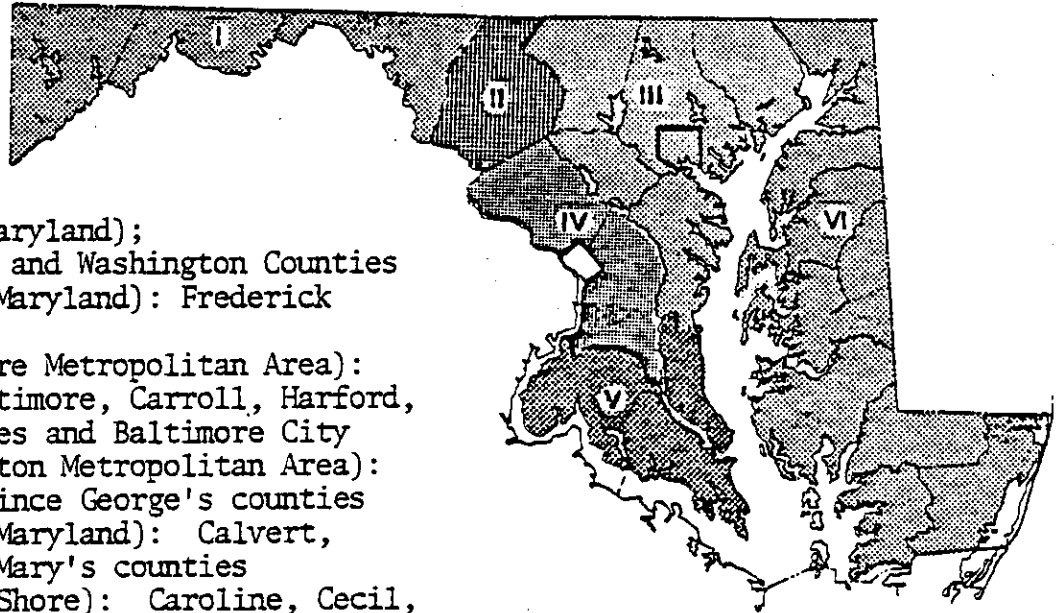 I
II
III
IV
VI
V
aryland);
and Washington Counties
Maryland): Frederick
re Metropolitan Area):
timore, Carroll, Harford,
es and Baltimore City
ton Metropolitan Area):
ince George's counties
Maryland): Calvert,
Mary's counties
Shore): Caroline, Cecil,